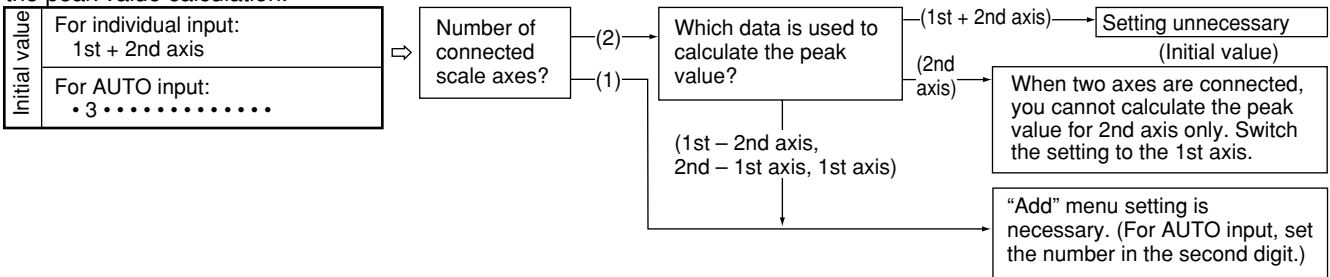 the peak value calculation.
Initial value
For individual input:
1st + 2nd axis
For AUTO input:
• 3 • • • • • • • • • • • • •
⇨
Number of
connected
scale axes?
(2)
(1)
Which data is used to
calculate the peak
value?
(1st + 2nd axis)
Setting unnecessary
(Initial value)
(2nd
axis)
When two axes are connected,
you cannot calculate the peak
value for 2nd axis only. Switch
the setting to the 1st axis.
(1st – 2nd axis,
2nd – 1st axis, 1st axis)
“Add” menu setting is
necessary. (For AUTO input, set
the number in the second digit.)